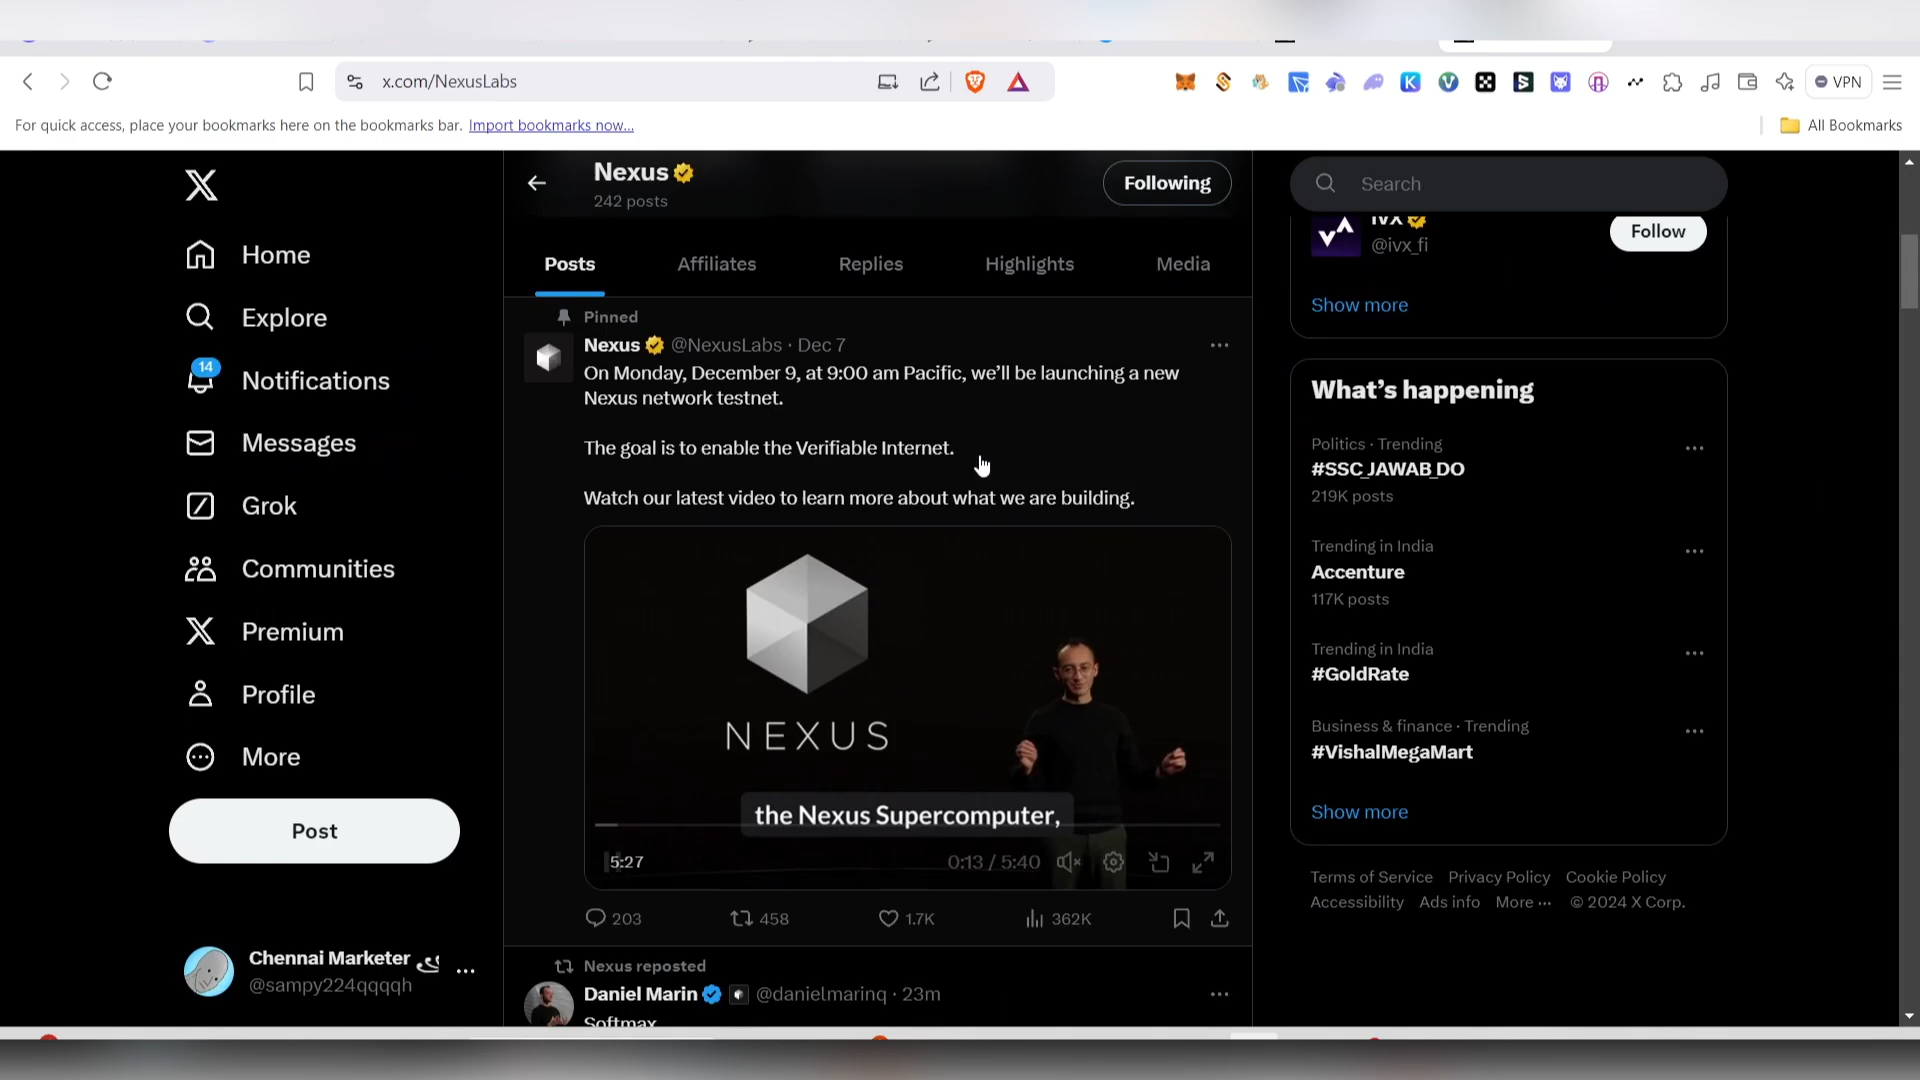 x.com/NexusLabs
VPN
For quick access, place your bookmarks here on the bookmarks bar. Import bookmarks now...
All Bookmarks
Home
Explore
14
Notifications
Messages
Grok
Communities
Premium
Profile
More
Post
Chennai Marketer
@sampy224qqqqh
Nexus
242 posts
Following
Posts
Affiliates
Replies
Highlights
Media
Pinned
Nexus @NexusLabs · Dec 7
On Monday, December 9, at 9:00 am Pacific, we'll be launching a new
Nexus network testnet.
The goal is to enable the Verifiable Internet.
Watch our latest video to learn more about what we are building.
NEXUS
the Nexus Supercomputer,
5:27
0:13 / 5:40
203
458
1.7K
362K
Nexus reposted
Daniel Marin @danielmarinq · 23m
Softmax
Search
ivx
@ivx_fi
Follow
Show more
What's happening
Politics · Trending
#SSC_JAWAB_DO
219K posts
Trending in India
Accenture
117K posts
Trending in India
#GoldRate
Business & finance · Trending
#VishalMegaMart
Show more
Terms of Service Privacy Policy Cookie Policy
Accessibility Ads info More ··· © 2024 X Corp.